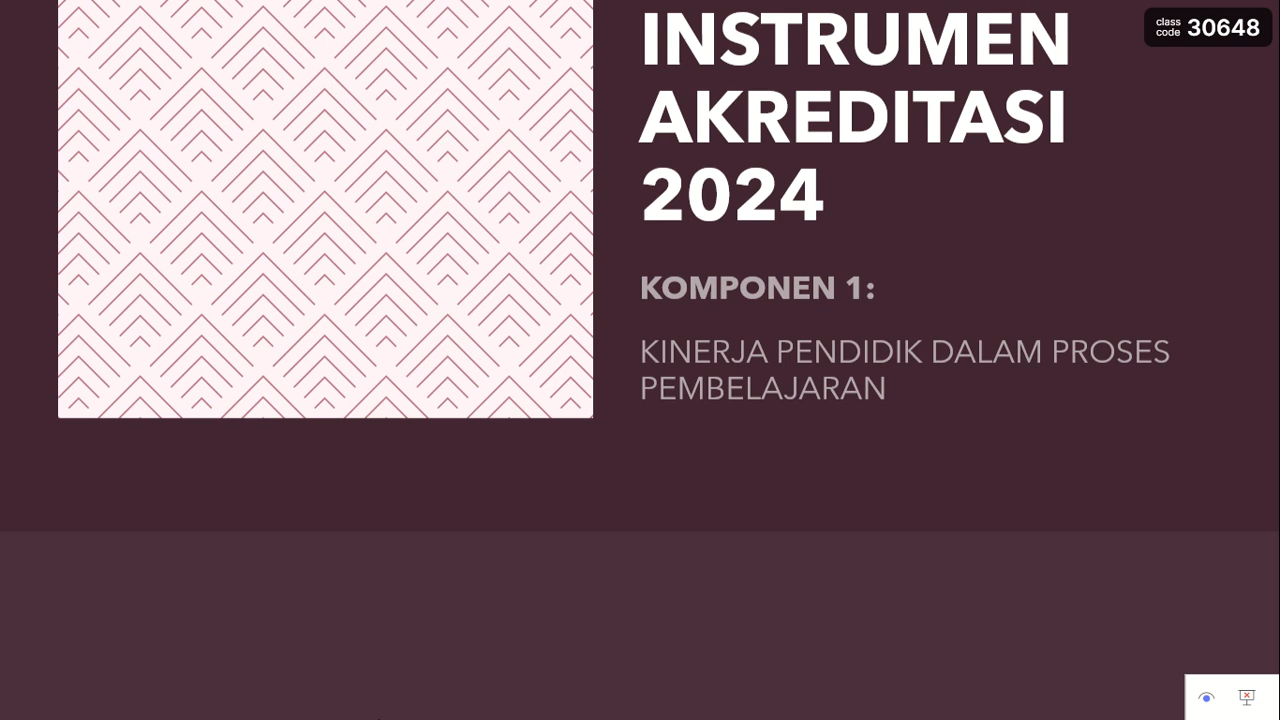 INSTRUMEN
AKREDITASI
2024
KOMPONEN 1:
KINERJA PENDIDIK DALAM PROSES
PEMBELAJARAN
class
code 30648